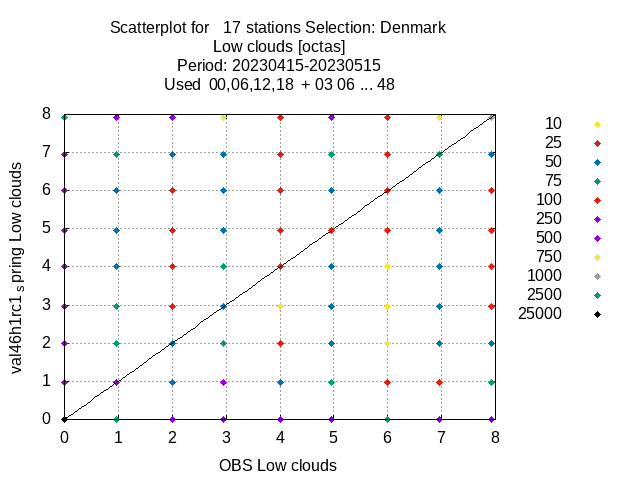 Scatterplot for 17 stations Selection: Denmark
Low clouds [octas]
Period: 20230415-20230515
Used 00,06,12,18 + 03 06 ... 48
8
7
6
5
4
3
2
1
0
val46h1rc1 s pring Low clouds
0 1 2 3 4 5 6 7 8
OBS Low clouds
10
25
50
75
100
250
500
750
1000
2500
25000